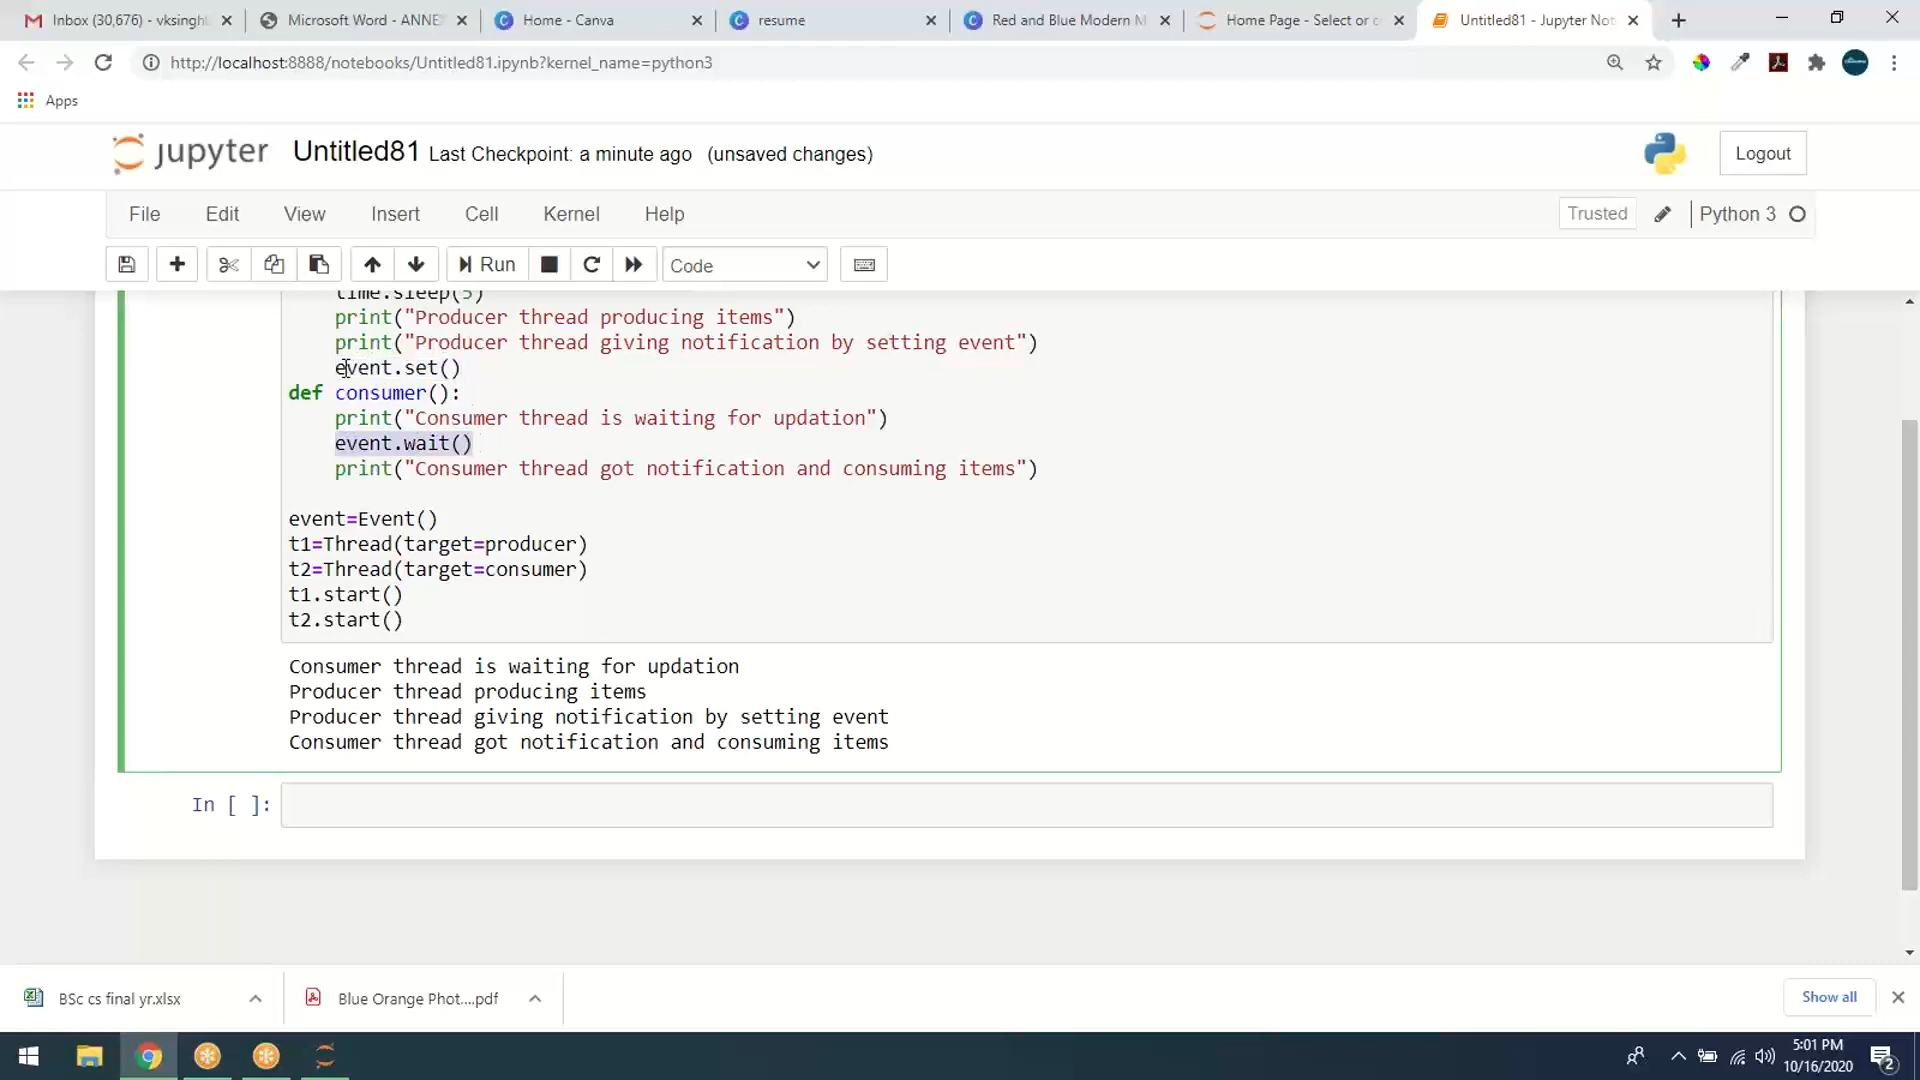 Inbox (30,676) - vksingh
Microsoft Word - ANNE
Home - Canva
resume
Red and Blue Modern M
Home Page - Select or c
Untitled81 - Jupyter Not
http://localhost:8888/notebooks/Untitled81.ipynb?kernel_name=python3
Apps
jupyter Untitled81 Last Checkpoint: a minute ago (unsaved changes)
Logout
File Edit View Insert Cell Kernel Help
Trusted
Python 3
Run
Code
time.sleep(5)
print("Producer thread producing items")
print("Producer thread giving notification by setting event")
event.set()
def consumer():
print("Consumer thread is waiting for updation")
event.wait()
print("Consumer thread got notification and consuming items")
event=Event()
t1=Thread(target=producer)
t2=Thread(target=consumer)
t1.start()
t2.start()
Consumer thread is waiting for updation
Producer thread producing items
Producer thread giving notification by setting event
Consumer thread got notification and consuming items
In [ ]:
BSc cs final yr.xlsx
Blue Orange Phot....pdf
Show all
5:01 PM
10/16/2020
2